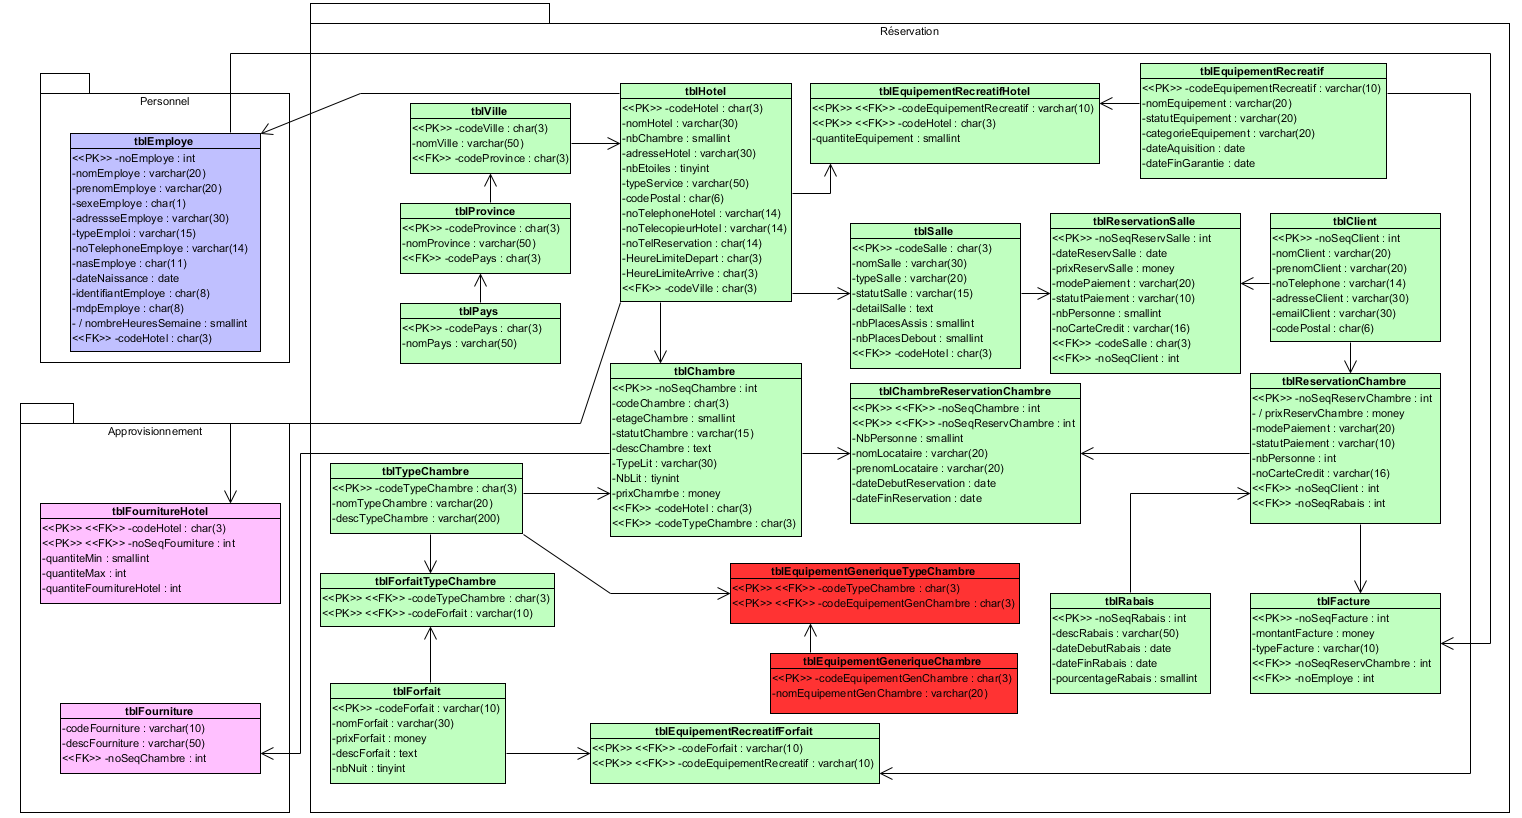 Réservation
Personnel
tblEmploye
<<PK>> -noEmploye : int
-nomEmploye : varchar(20)
-prenomEmploye : varchar(20)
-sexeEmploye : char(1)
-adressseEmploye : varchar(30)
-typeEmploi : varchar(15)
-noTelephoneEmploye : varchar(14)
-nasEmploye : char(11)
-dateNaissance : date
-identifiantEmploye : char(8)
-mdpEmploye : char(8)
- / nombreHeuresSemaine : smallint
<<FK>> -codeHotel : char(3)
tblVille
<<PK>> -codeVille : char(3)
-nomVille : varchar(50)
<<FK>> -codeProvince : char(3)
tblProvince
<<PK>> -codeProvince : char(3)
-nomProvince : varchar(50)
<<FK>> -codePays : char(3)
tblPays
<<PK>> -codePays : char(3)
-nomPays : varchar(50)
tblHotel
<<PK>> -codeHotel : char(3)
-nomHotel : varchar(30)
-nbChambre : smallint
-adresseHotel : varchar(30)
-nbEtoiles : tinyint
-typeService : varchar(50)
-codePostal : char(6)
-noTelephoneHotel : varchar(14)
-noTelecopieurHotel : varchar(14)
-noTelReservation : char(14)
-HeureLimiteDepart : char(3)
-HeureLimiteArrive : char(3)
<<FK>> -codeVille : char(3)
tblEquipementRecreatifHotel
<<PK>> <<FK>> -codeEquipementRecreatif : varchar(10)
<<PK>> <<FK>> -codeHotel : char(3)
-quantiteEquipement : smallint
tblEquipementRecreatif
<<PK>> -codeEquipementRecreatif : varchar(10)
-nomEquipement : varchar(20)
-statutEquipement : varchar(20)
-categorieEquipement : varchar(20)
-dateAquisition : date
-dateFinGarantie : date
tblSalle
<<PK>> -codeSalle : char(3)
-nomSalle : varchar(30)
-typeSalle : varchar(20)
-statutSalle : varchar(15)
-detailSalle : text
-nbPlacesAssis : smallint
-nbPlacesDebout : smallint
<<FK>> -codeHotel : char(3)
tblReservationSalle
<<PK>> -noSeqReservSalle : int
-dateReservSalle : date
-prixReservSalle : money
-modePaiement : varchar(20)
-statutPaiement : varchar(10)
-nbPersonne : smallint
-noCarteCredit : varchar(16)
<<FK>> -codeSalle : char(3)
<<FK>> -noSeqClient : int
tblClient
<<PK>> -noSeqClient : int
-nomClient : varchar(20)
-prenomClient : varchar(20)
-noTelephone : varchar(14)
-adresseClient : varchar(30)
-emailClient : varchar(30)
-codePostal : char(6)
tblChambre
<<PK>> -noSeqChambre : int
-codeChambre : char(3)
-etageChambre : smallint
-statutChambre : varchar(15)
-descChambre : text
-TypeLit : varchar(30)
-NbLit : tiynint
-prixChamrbe : money
<<FK>> -codeHotel : char(3)
<<FK>> -codeTypeChambre : char(3)
tblChambreReservationChambre
<<PK>> <<FK>> -noSeqChambre : int
<<PK>> <<FK>> -noSeqReservChambre : int
-NbPersonne : smallint
-nomLocataire : varchar(20)
-prenomLocataire : varchar(20)
-dateDebutReservation : date
-dateFinReservation : date
tblReservationChambre
<<PK>> -noSeqReservChambre : int
- / prixReservChambre : money
-modePaiement : varchar(20)
-statutPaiement : varchar(10)
-nbPersonne : int
-noCarteCredit : varchar(16)
<<FK>> -noSeqClient : int
<<FK>> -noSeqRabais : int
Approvisionnement
tblFournitureHotel
<<PK>> <<FK>> -codeHotel : char(3)
<<PK>> <<FK>> -noSeqFourniture : int
-quantiteMin : smallint
-quantiteMax : int
-quantiteFournitureHotel : int
tblFourniture
-codeFourniture : varchar(10)
-descFourniture : varchar(50)
<<FK>> -noSeqChambre : int
tblTypeChambre
<<PK>> -codeTypeChambre : char(3)
-nomTypeChambre : varchar(20)
-descTypeChambre : varchar(200)
tblForfaitTypeChambre
<<PK>> <<FK>> -codeTypeChambre : char(3)
<<PK>> <<FK>> -codeForfait : varchar(10)
tblForfait
<<PK>> -codeForfait : varchar(10)
-nomForfait : varchar(30)
-prixForfait : money
-descForfait : text
-nbNuit : tinyint
tblEquipementGeneriqueTypeChambre
<<PK>> <<FK>> -codeTypeChambre : char(3)
<<PK>> <<FK>> -codeEquipementGenChambre : char(3)
tblEquipementGeneriqueChambre
<<PK>> -codeEquipementGenChambre : char(3)
-nomEquipementGenChambre : varchar(20)
tblEquipementRecreatifForfait
<<PK>> <<FK>> -codeForfait : varchar(10)
<<PK>> <<FK>> -codeEquipementRecreatif : varchar(10)
tblRabais
<<PK>> -noSeqRabais : int
-descRabais : varchar(50)
-dateDebutRabais : date
-dateFinRabais : date
-pourcentageRabais : smallint
tblFacture
<<PK>> -noSeqFacture : int
-montantFacture : money
-typeFacture : varchar(10)
<<FK>> -noSeqReservChambre : int
<<FK>> -noEmploye : int